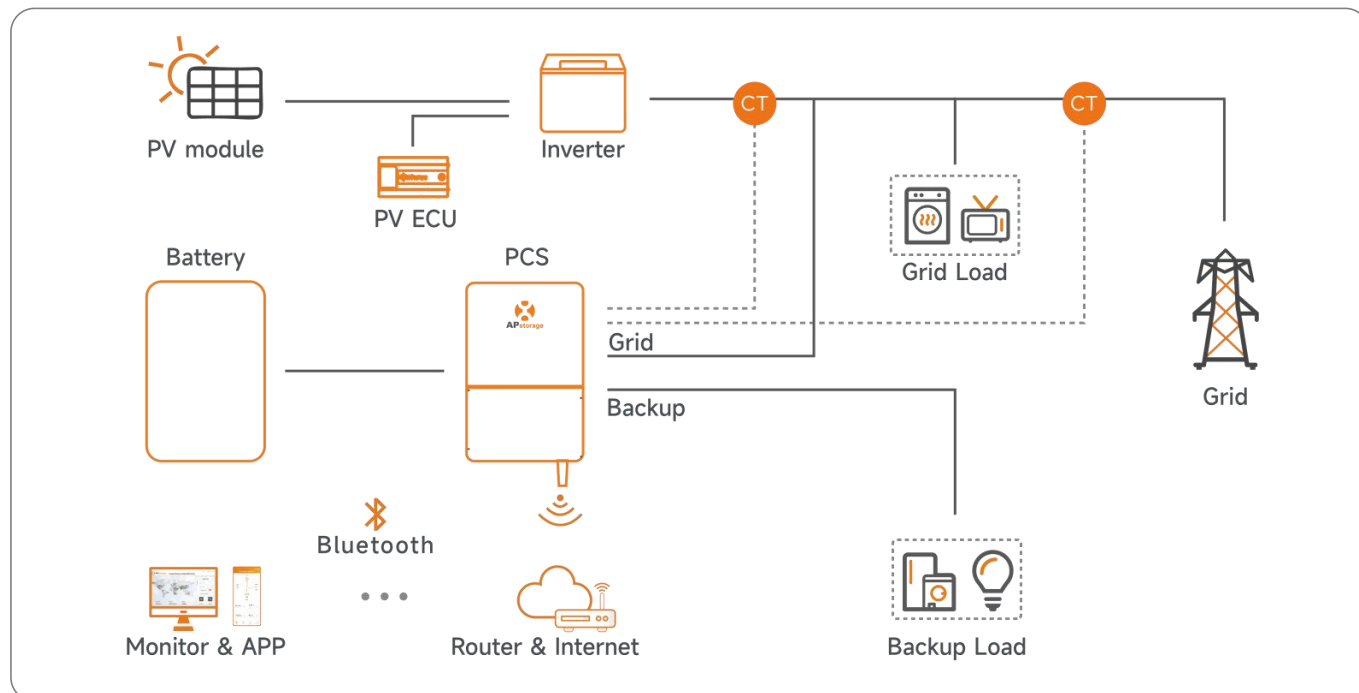 CT
CT
PV module
Inverter
PV ECU
Grid Load
Battery
PCS
APstorage
Grid
Backup
Grid
Bluetooth
Monitor & APP
Router & Internet
Backup Load